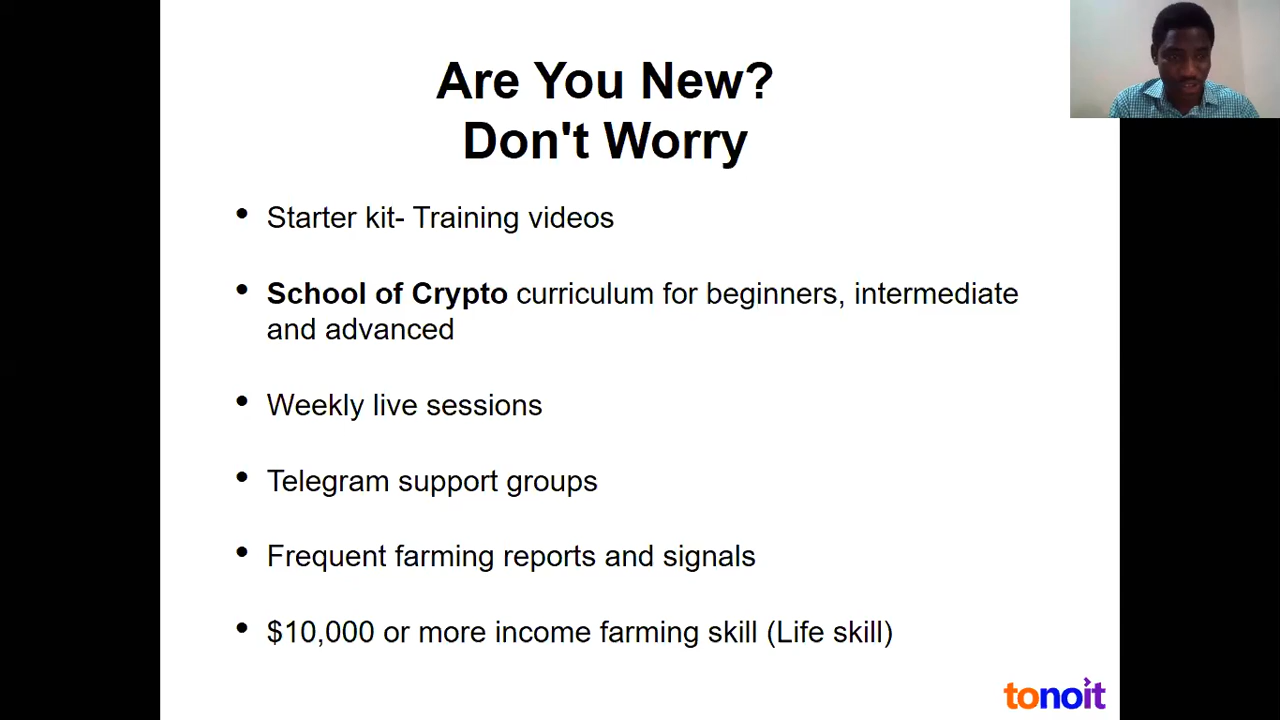 Are You New?
Don't Worry
• Starter kit- Training videos
• School of Crypto curriculum for beginners, intermediate
and advanced
• Weekly live sessions
• Telegram support groups
• Frequent farming reports and signals
• $10,000 or more income farming skill (Life skill)
tonoit